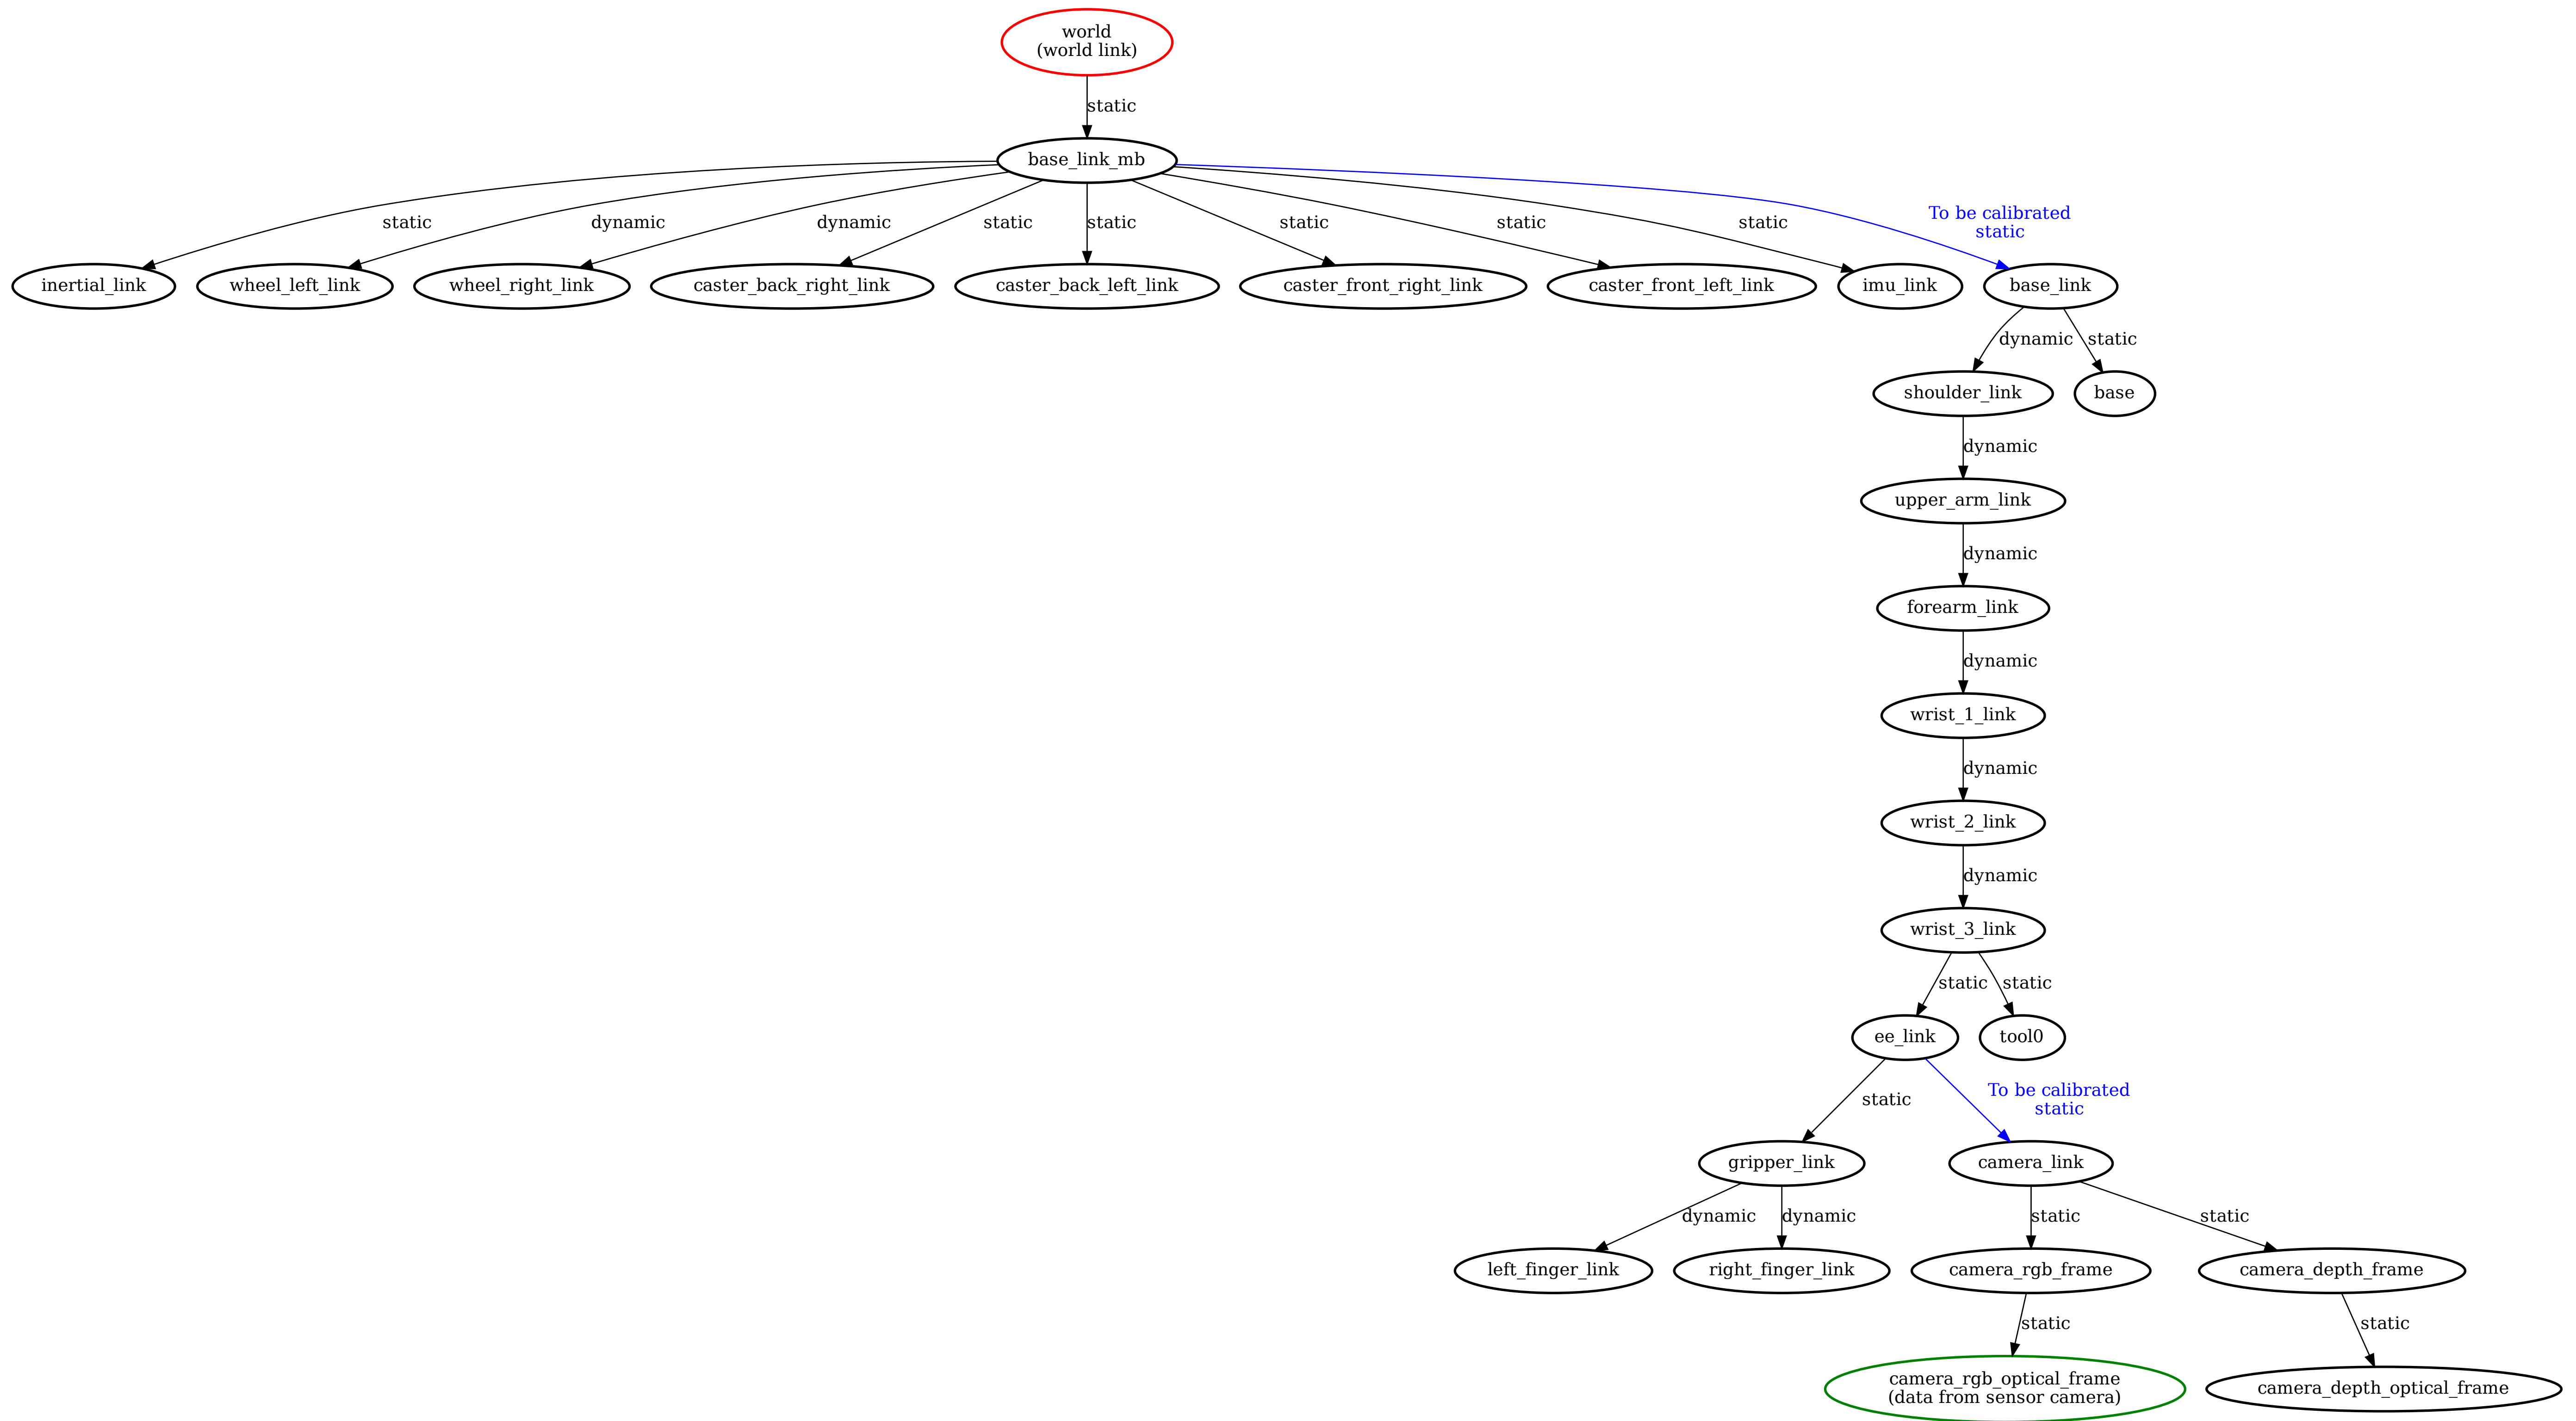 world
(world link)
static
base_link_mb
static
dynamic
dynamic
static
static
static
static
static
To be calibrated
static
inertial_link
wheel_left_link
wheel_right_link
caster_back_right_link
caster_back_left_link
caster_front_right_link
caster_front_left_link
imu_link
base_link
dynamic
static
shoulder_link
base
dynamic
upper_arm_link
dynamic
forearm_link
dynamic
wrist_1_link
dynamic
wrist_2_link
dynamic
wrist_3_link
static
static
ee_link
tool0
static
To be calibrated
static
gripper_link
camera_link
dynamic
dynamic
static
static
left_finger_link
right_finger_link
camera_rgb_frame
camera_depth_frame
static
static
camera_rgb_optical_frame
(data from sensor camera)
camera_depth_optical_frame